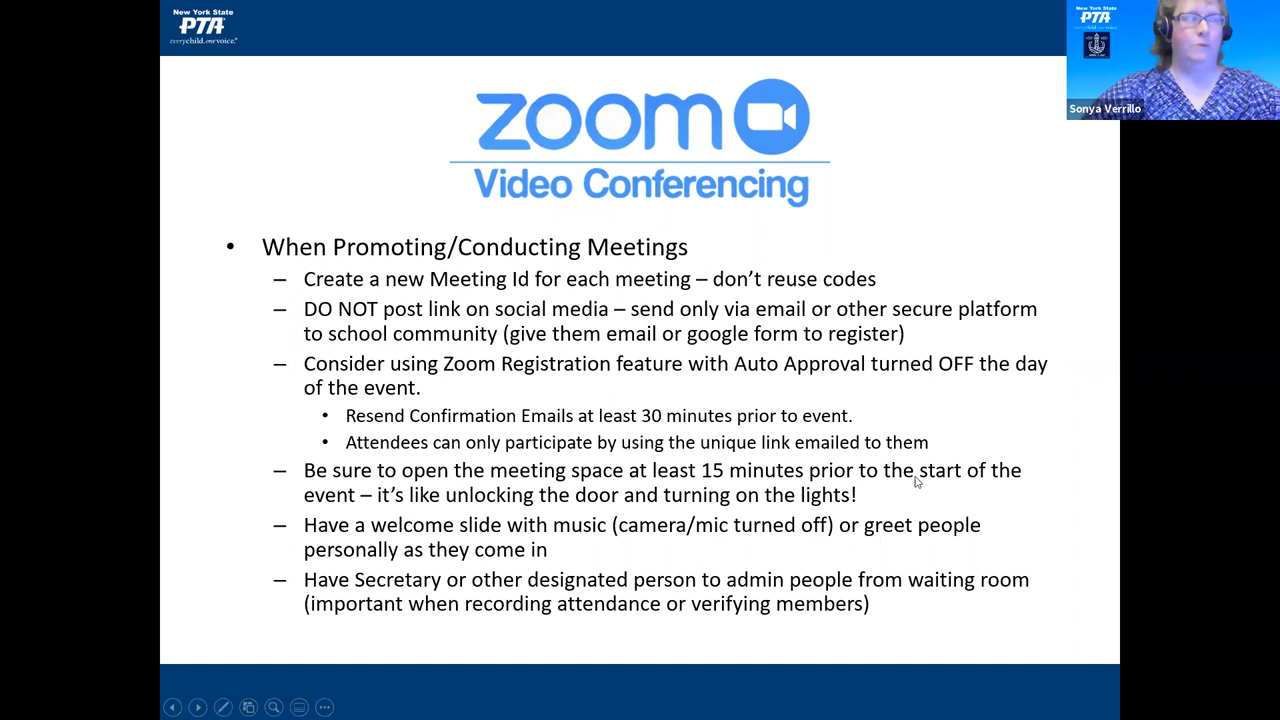 New York State
PTA
everychild.onevoice.®
New York State
PTA
Sonya Verrillo
zoom
Video Conferencing
• When Promoting/Conducting Meetings
– Create a new Meeting Id for each meeting – don't reuse codes
– DO NOT post link on social media – send only via email or other secure platform
to school community (give them email or google form to register)
– Consider using Zoom Registration feature with Auto Approval turned OFF the day
of the event.
• Resend Confirmation Emails at least 30 minutes prior to event.
• Attendees can only participate by using the unique link emailed to them
– Be sure to open the meeting space at least 15 minutes prior to the start of the
event – it's like unlocking the door and turning on the lights!
– Have a welcome slide with music (camera/mic turned off) or greet people
personally as they come in
– Have Secretary or other designated person to admin people from waiting room
(important when recording attendance or verifying members)